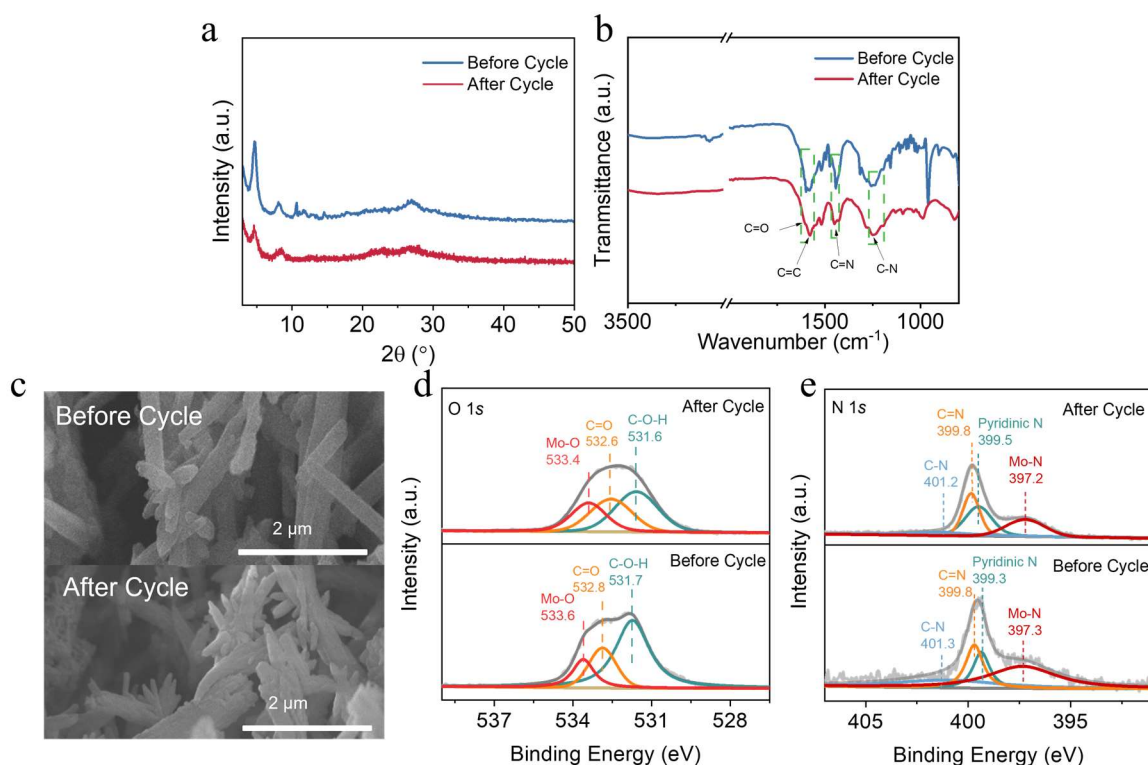 a
Before Cycle
After Cycle
Intensity (a.u.)
10
20
30
40
50
2θ (°)
b
Before Cycle
After Cycle
Tranmsittance (a.u.)
C=O
C=C
C=N
C-N
3500
1500
1000
Wavenumber (cm⁻¹)
c
Before Cycle
2 μm
After Cycle
2 μm
d
O 1s
After Cycle
C=O
532.6
C-O-H
531.6
Mo-O
533.4
Before Cycle
C=O
532.8
C-O-H
531.7
Mo-O
533.6
Intensity (a.u.)
537
534
531
528
Binding Energy (eV)
e
N 1s
After Cycle
C=N
399.8
Pyridinic N
399.5
C-N
401.2
Mo-N
397.2
Before Cycle
C=N
399.8
Pyridinic N
399.3
C-N
401.3
Mo-N
397.3
Intensity (a.u.)
405
400
395
Binding Energy (eV)